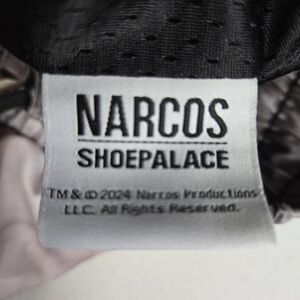 NARCOS
SHOEPALACE
TM & © 2024 Narcos Productions
LLC. All Rights Reserved.